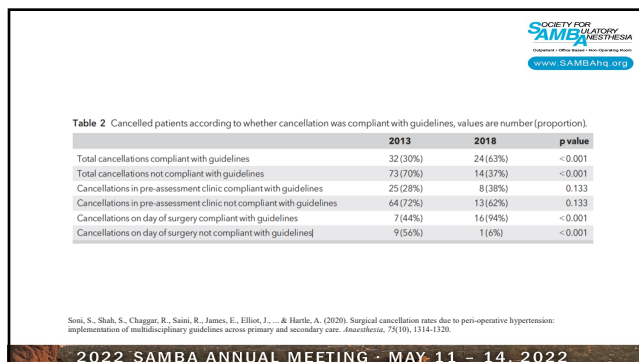 SOCIETY FOR
AMBULATORY
ANESTHESIA
Outpatient • Office Based • Non-Operating Room
www.SAMBAhq.org
Table 2 Cancelled patients according to whether cancellation was compliant with guidelines, values are number (proportion).
2013 2018 p value
Total cancellations compliant with guidelines 32 (30%) 24 (63%) <0.001
Total cancellations not compliant with guidelines 73 (70%) 14 (37%) <0.001
Cancellations in pre-assessment clinic compliant with guidelines 25 (28%) 8 (38%) 0.133
Cancellations in pre-assessment clinic not compliant with guidelines 64 (72%) 13 (62%) 0.133
Cancellations on day of surgery compliant with guidelines 7 (44%) 16 (94%) <0.001
Cancellations on day of surgery not compliant with guidelines 9 (56%) 1 (6%) <0.001
Soni, S., Shah, S., Chaggar, R., Saini, R., James, E., Elliot, J., ... & Hartle, A. (2020). Surgical cancellation rates due to peri-operative hypertension:
implementation of multidisciplinary guidelines across primary and secondary care. Anaesthesia, 75(10), 1314-1320.
2022 SAMBA ANNUAL MEETING · MAY 11 – 14, 2022